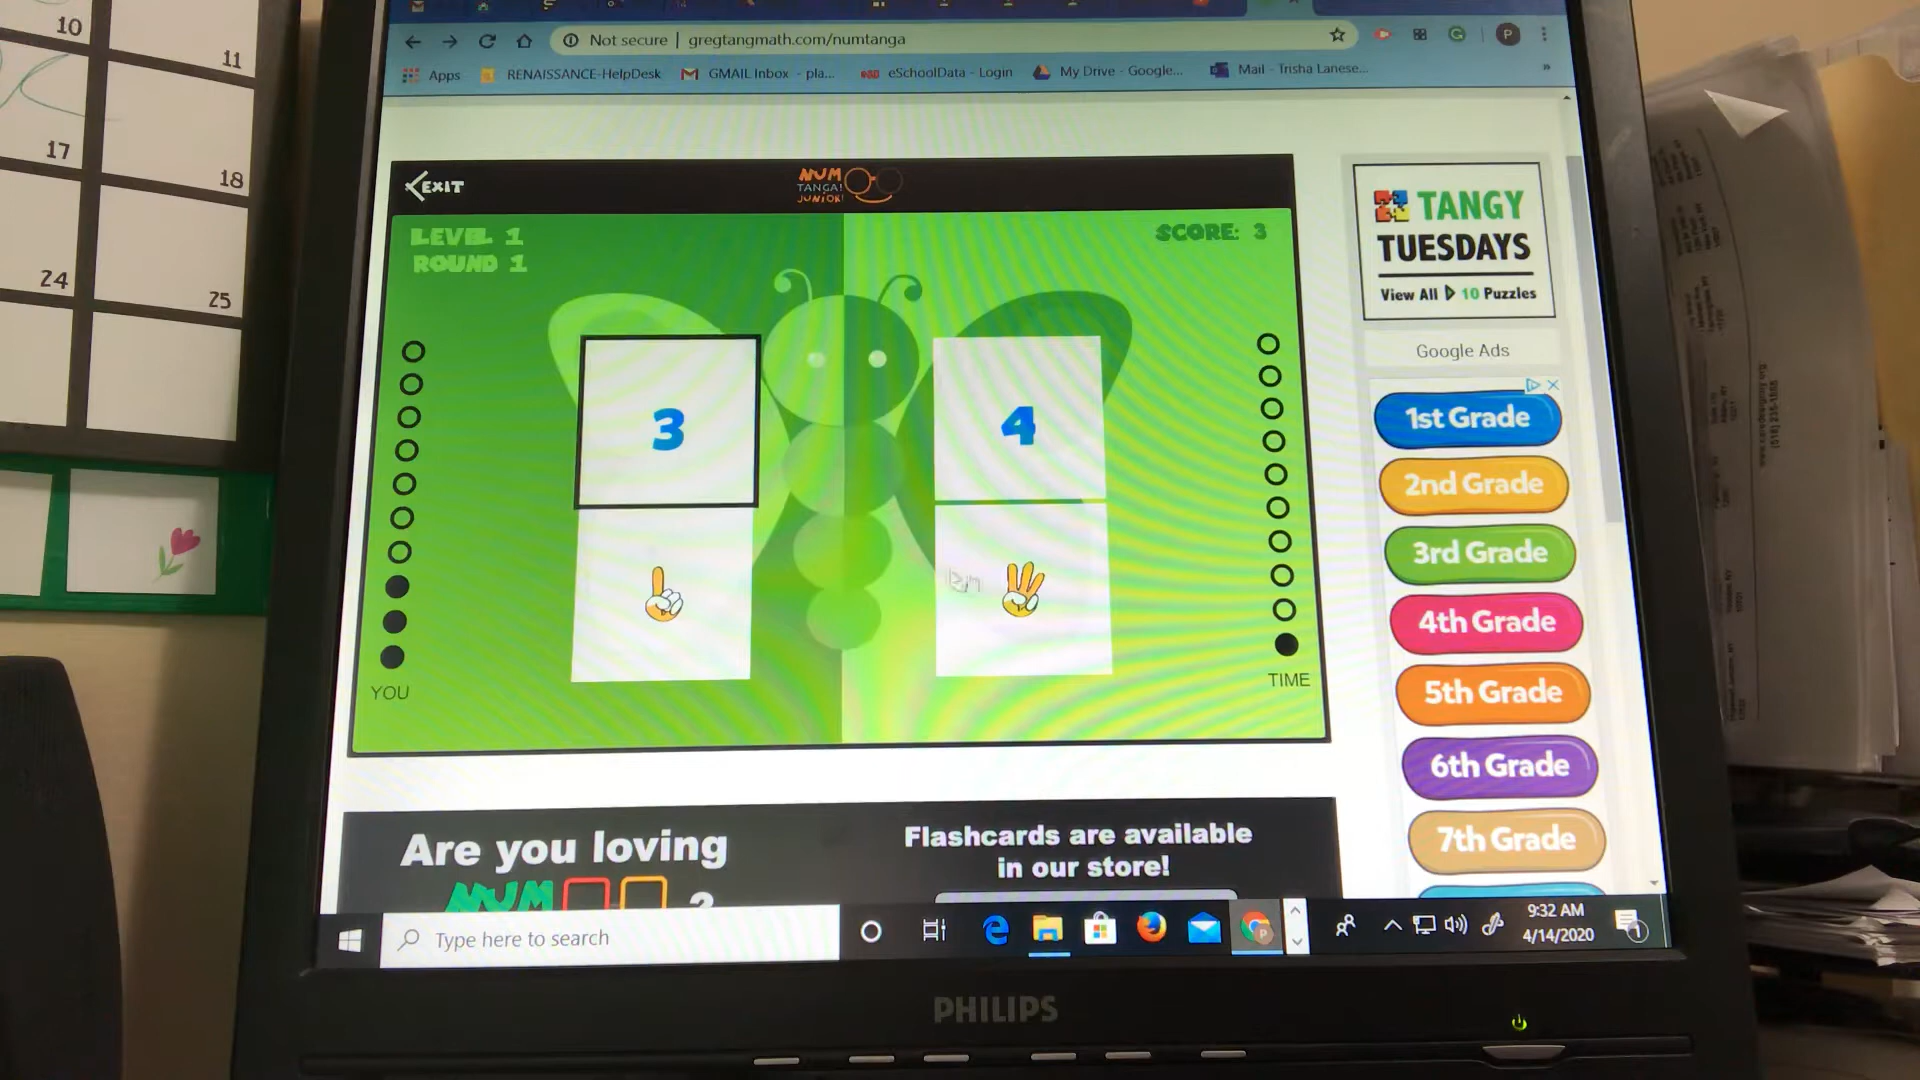 10
11
17
18
24
25
Not secure | gregtangmath.com/numtanga
P
Apps
RENAISSANCE-HelpDesk
GMAIL Inbox - pla...
eSchoolData - Login
My Drive - Google...
Mail - Trisha Lanese...
EXIT
NUM
TANGA!
JUNIOR!
LEVEL 1
ROUND 1
SCORE: 3
3
4
YOU
TIME
TANGY
TUESDAYS
View All 10 Puzzles
Google Ads
1st Grade
2nd Grade
3rd Grade
4th Grade
5th Grade
6th Grade
7th Grade
Are you loving
NUM
?
Flashcards are available
in our store!
Type here to search
9:32 AM
4/14/2020
1
PHILIPS